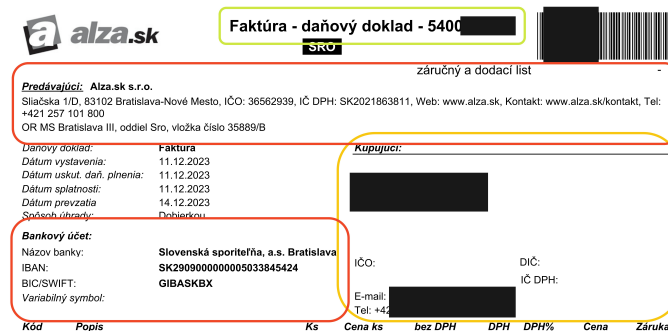 alza.sk
Faktúra - daňový doklad - 5400
SRO
záručný a dodací list -
Predávajúci: Alza.sk s.r.o.
Sliačska 1/D, 83102 Bratislava-Nové Mesto, IČO: 36562939, IČ DPH: SK2021863811, Web: www.alza.sk, Kontakt: www.alza.sk/kontakt, Tel:
+421 257 101 800
OR MS Bratislava III, oddiel Sro, vložka číslo 35889/B
Daňový doklad: Faktúra
Kupujúci:
Dátum vystavenia: 11.12.2023
Dátum uskut. daň. plnenia: 11.12.2023
Dátum splatnosti: 11.12.2023
Dátum prevzatia 14.12.2023
Spôsob úhrady: Dobierkou
Bankový účet:
Názov banky: Slovenská sporiteľňa, a.s. Bratislava
IBAN: SK2909000000005033845424
BIC/SWIFT: GIBASKBX
Variabilný symbol:
IČO: DIČ:
IČ DPH:
E-mail:
Tel: +42
Kód Popis Ks Cena ks bez DPH DPH DPH% Cena Záruka